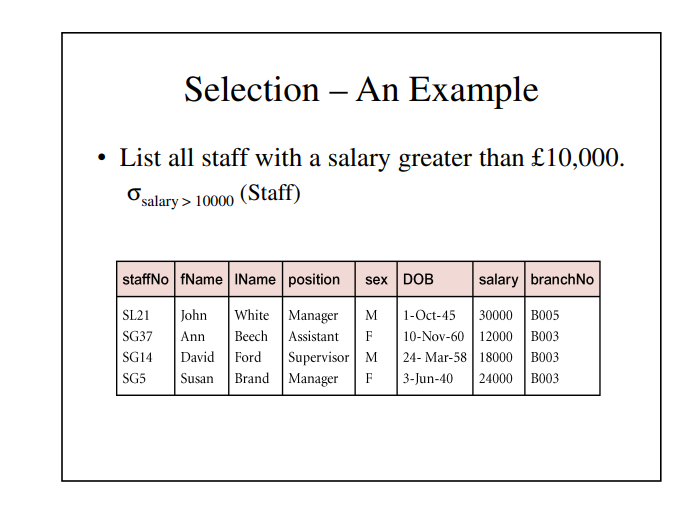 Selection – An Example
• List all staff with a salary greater than £10,000.
σsalary > 10000 (Staff)
staffNo fName lName position sex DOB salary branchNo
SL21 John White Manager M 1-Oct-45 30000 B005
SG37 Ann Beech Assistant F 10-Nov-60 12000 B003
SG14 David Ford Supervisor M 24- Mar-58 18000 B003
SG5 Susan Brand Manager F 3-Jun-40 24000 B003